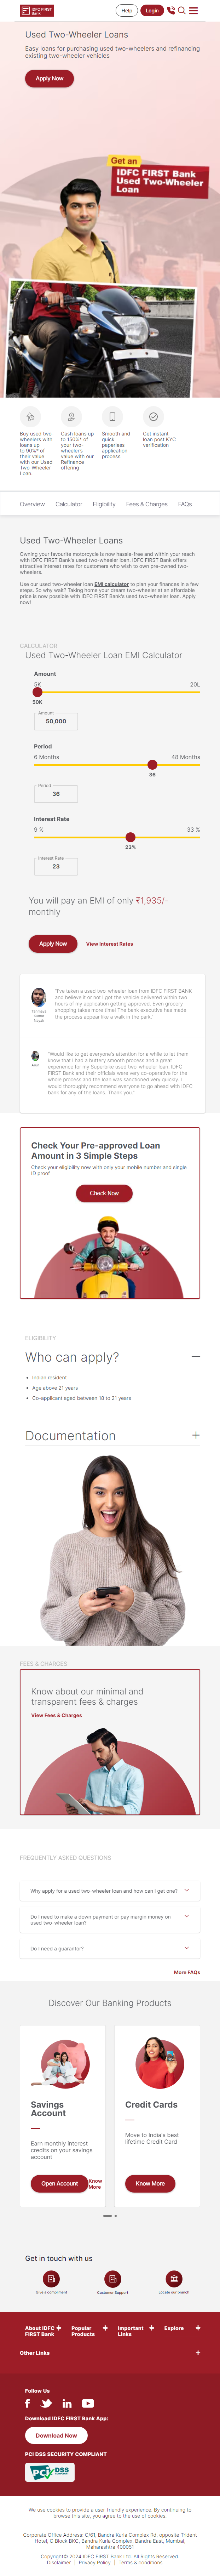 IDFC FIRST
Bank
Help
Login
Used Two-Wheeler Loans
Easy loans for purchasing used two-wheelers and refinancing
existing two-wheeler vehicles
Apply Now
Get an
IDFC FIRST Bank
Used Two-Wheeler
Loan
Buy used two-
wheelers with
loans up
to 90%* of
their value
with our Used
Two-Wheeler
Loan.
Cash loans up
to 150%* of
your two-
wheeler's
value with our
Refinance
offering
Smooth and
quick
paperless
application
process
Get instant
loan post KYC
verification
Overview
Calculator
Eligibility
Fees & Charges
FAQs
Used Two-Wheeler Loans
Owning your favourite motorcycle is now hassle-free and within your reach
with IDFC FIRST Bank's used two-wheeler loan. IDFC FIRST Bank offers
attractive interest rates for customers who wish to own pre-owned two-
wheelers.
Use our used two-wheeler loan EMI calculator to plan your finances in a few
steps. So why wait? Taking home your dream two-wheeler at an affordable
price is now possible with IDFC FIRST Bank's used two-wheeler loan. Apply
now!
CALCULATOR
Used Two-Wheeler Loan EMI Calculator
Amount
5K
20L
50K
Amount
50,000
Period
6 Months
48 Months
36
Period
36
Interest Rate
9 %
33 %
23%
Interest Rate
23
You will pay an EMI of only ₹1,935/-
monthly
Apply Now
View Interest Rates
"I've taken a used two-wheeler loan from IDFC FIRST BANK
and believe it or not I got the vehicle delivered within two
hours of my application getting approved. Even grocery
shopping takes more time! The bank executive had made
the process appear like a walk in the park."
Tanmaya
Kumar
Nayak
"Would like to get everyone's attention for a while to let them
know that I had a buttery smooth process and a great
experience for my Superbike used two-wheeler loan. IDFC
FIRST Bank and their officials were very co-operative in the
whole process and the loan was sanctioned very quickly. I
would thoroughly recommend everyone to go ahead with IDFC
bank for any of the loans. Thank you."
Arun
Check Your Pre-approved Loan
Amount in 3 Simple Steps
Check your eligibility now with only your mobile number and single
ID proof!
Check Now
ELIGIBILITY
Who can apply?
Indian resident
Age above 21 years
Co-applicant aged between 18 to 21 years
Documentation
FEES & CHARGES
Know about our minimal and
transparent fees & charges
View Fees & Charges
FREQUENTLY ASKED QUESTIONS
Why apply for a used two-wheeler loan and how can I get one?
Do I need to make a down payment or pay margin money on
used two-wheeler loan?
Do I need a guarantor?
More FAQs
Discover Our Banking Products
Savings
Account
Earn monthly interest
credits on your savings
account
Open Account
Know
More
Credit Cards
Move to India's best
lifetime Credit Card
Know More
Get in touch with us
Give a compliment
Customer Support
Locate our branch
About IDFC
FIRST Bank
Popular
Products
Important
Links
Explore
Other Links
Follow Us
Download IDFC FIRST Bank App:
Download Now
PCI DSS SECURITY COMPLIANT
PCI DSS
We use cookies to provide a user-friendly experience. By continuing to
browse this site, you agree to the use of cookies.
Corporate Office Address: C/61, Bandra Kurla Compex Rd, opposite Trident
Hotel, G Block BKC, Bandra Kurla Complex, Bandra East, Mumbai,
Maharashtra 400051
Copyright© 2024 IDFC FIRST Bank Ltd. All Rights Reserved.
Disclaimer | Privacy Policy | Terms & conditions